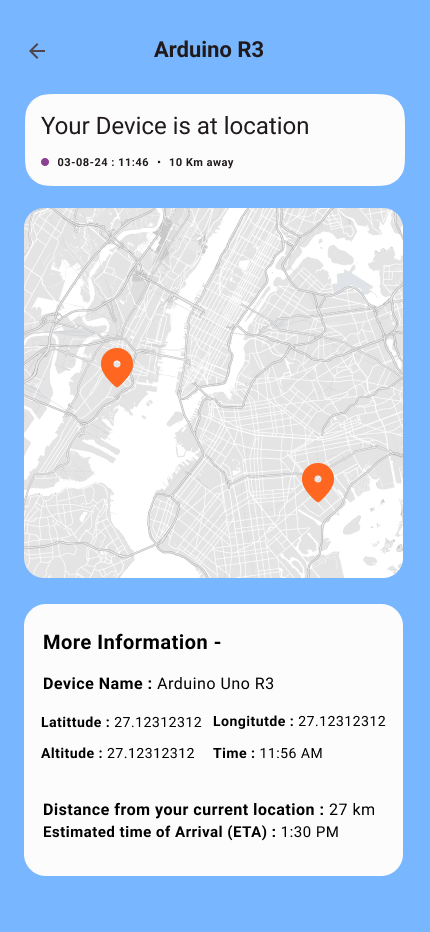 Arduino R3
Your Device is at location
03-08-24 : 11:46 • 10 Km away
More Information -
Device Name : Arduino Uno R3
Latittude : 27.12312312 Longitutde : 27.12312312
Altitude : 27.12312312 Time : 11:56 AM
Distance from your current location : 27 km
Estimated time of Arrival (ETA) : 1:30 PM